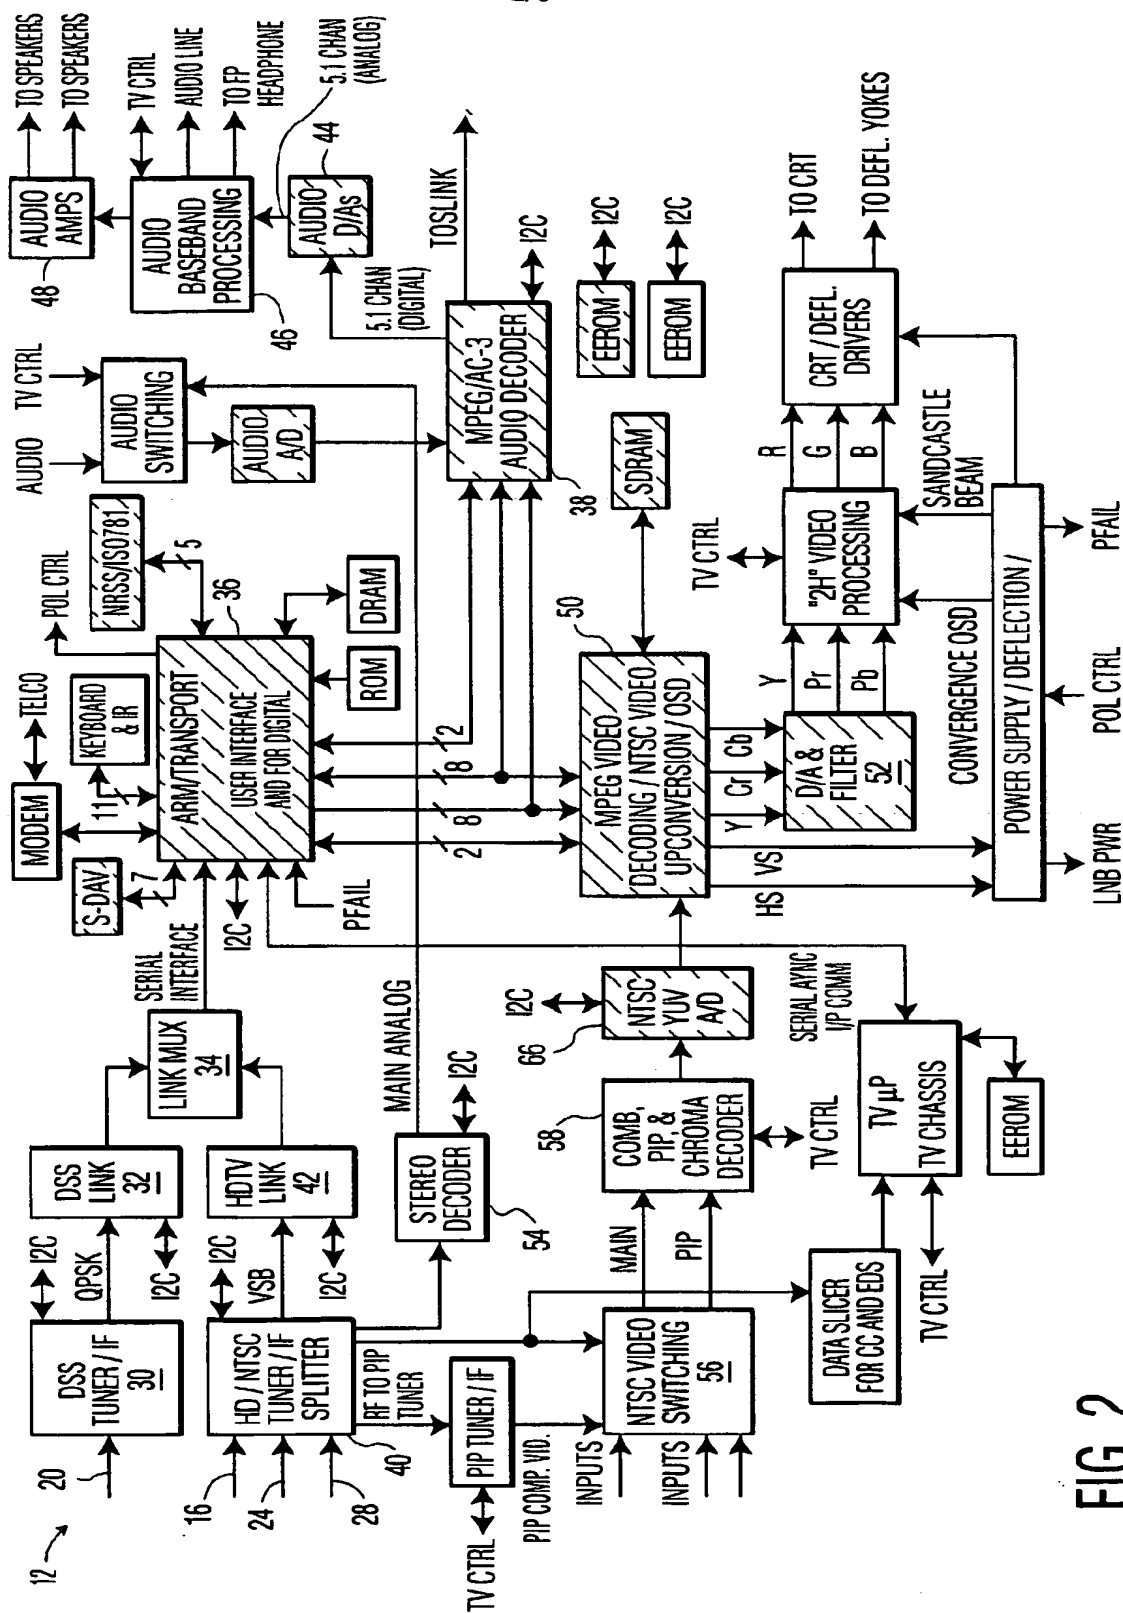 12
20
DSS
TUNER / IF
30
I2C
QPSK
DSS
LINK
32
I2C
16
24
28
HD / NTSC
TUNER / IF
SPLITTER
40
I2C
VSB
HDTV
LINK
42
I2C
LINK MUX
34
SERIAL
INTERFACE
RF TO PIP
TUNER
PIP TUNER / IF
TV CTRL
PIP COMP. VID.
STEREO
DECODER
54
I2C
MAIN ANALOG
INPUTS
INPUTS
NTSC VIDEO
SWITCHING
56
MAIN
PIP
COMB,
PIP, &
CHROMA
DECODER
58
TV CTRL
NTSC
YUV
A/D
66
I2C
DATA SLICER
FOR CC AND EDS
TV µP
TV CHASSIS
TV CTRL
EEROM
SERIAL AYNC
I/P COMM
S-DAV
7
MODEM
TELCO
KEYBOARD
& IR
11
POL CTRL
NRSS/ISO781
5
ARM/TRANSPORT
USER INTERFACE
AND FOR DIGITAL
36
I2C
PFAIL
ROM
DRAM
2
8
8
2
AUDIO
TV CTRL
AUDIO
SWITCHING
AUDIO
A/D
MPEG/AC-3
AUDIO DECODER
38
I2C
TOSLINK
5.1 CHAN
(DIGITAL)
AUDIO
D/As
44
5.1 CHAN
(ANALOG)
AUDIO
BASEBAND
PROCESSING
46
AUDIO
AMPS
48
TO SPEAKERS
TO SPEAKERS
TV CTRL
AUDIO LINE
TO FP
HEADPHONE
EEROM
I2C
EEROM
I2C
MPEG VIDEO
DECODING / NTSC VIDEO
UPCONVERSION / OSD
50
SDRAM
HS
VS
Y
Cr
Cb
D/A &
FILTER
52
Y
Pr
Pb
"2H" VIDEO
PROCESSING
TV CTRL
R
G
B
CRT / DEFL.
DRIVERS
TO CRT
TO DEFL. YOKES
CONVERGENCE OSD
SANDCASTLE
BEAM
POWER SUPPLY / DEFLECTION /
LNB PWR
POL CTRL
PFAIL
FIG. 2